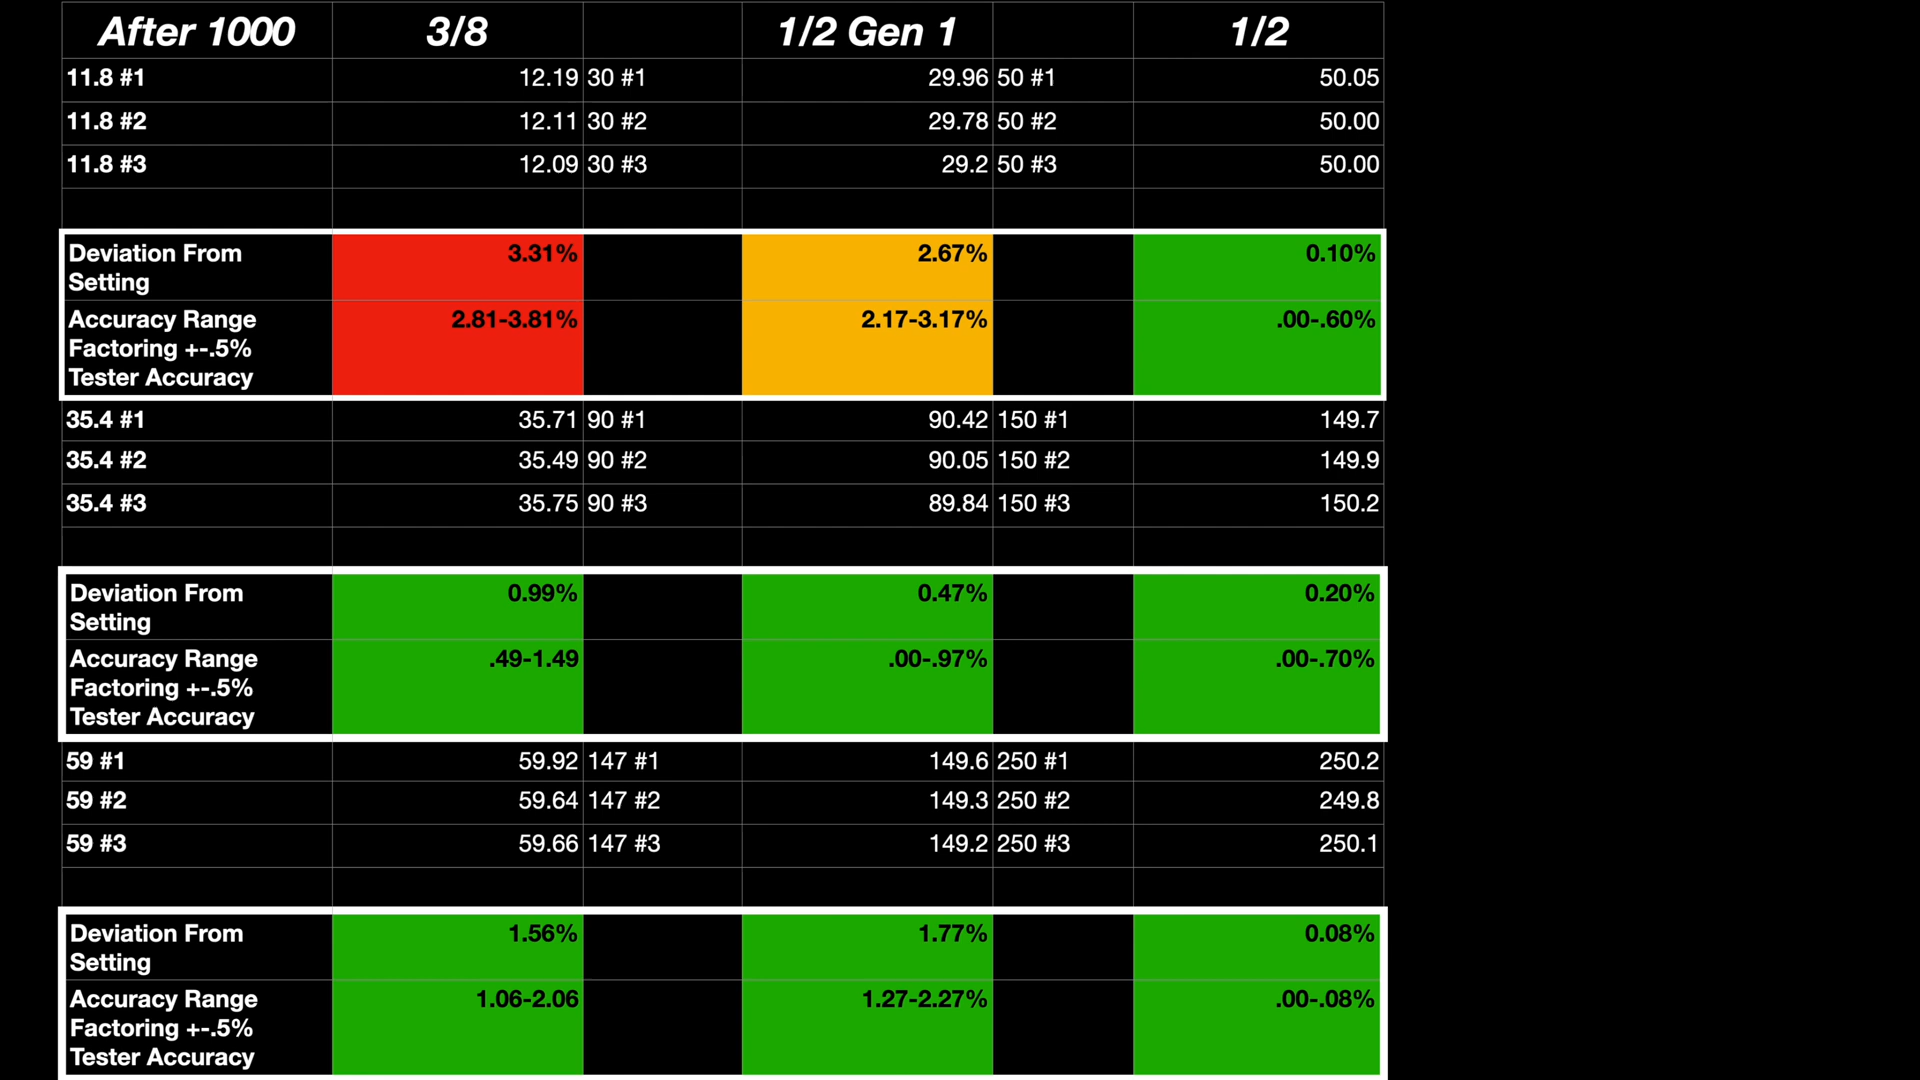 After 1000 3/8 1/2 Gen 1 1/2
11.8 #1 12.19 30 #1 29.96 50 #1 50.05
11.8 #2 12.11 30 #2 29.78 50 #2 50.00
11.8 #3 12.09 30 #3 29.2 50 #3 50.00
Deviation From 3.31% 2.67% 0.10%
Setting
Accuracy Range 2.81-3.81% 2.17-3.17% .00-.60%
Factoring +-.5%
Tester Accuracy
35.4 #1 35.71 90 #1 90.42 150 #1 149.7
35.4 #2 35.49 90 #2 90.05 150 #2 149.9
35.4 #3 35.75 90 #3 89.84 150 #3 150.2
Deviation From 0.99% 0.47% 0.20%
Setting
Accuracy Range .49-1.49 .00-.97% .00-.70%
Factoring +-.5%
Tester Accuracy
59 #1 59.92 147 #1 149.6 250 #1 250.2
59 #2 59.64 147 #2 149.3 250 #2 249.8
59 #3 59.66 147 #3 149.2 250 #3 250.1
Deviation From 1.56% 1.77% 0.08%
Setting
Accuracy Range 1.06-2.06 1.27-2.27% .00-.08%
Factoring +-.5%
Tester Accuracy